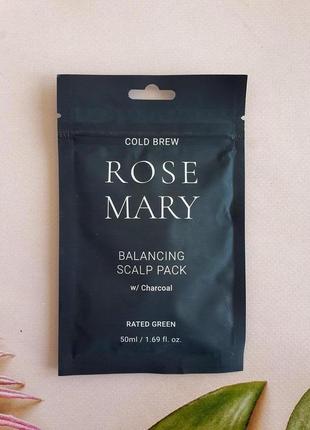 COLD BREW
ROSE
MARY
BALANCING
SCALP PACK
w/ Charcoal
RATED GREEN
50ml / 1.69 fl. oz.